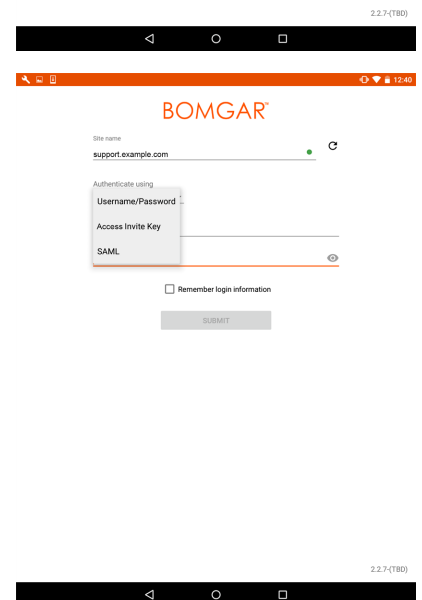 2.2.7-(TBD)
12:40
BOMGAR
Site name
support.example.com
Authenticate using
Username/Password
Access Invite Key
SAML
Remember login information
SUBMIT
2.2.7-(TBD)